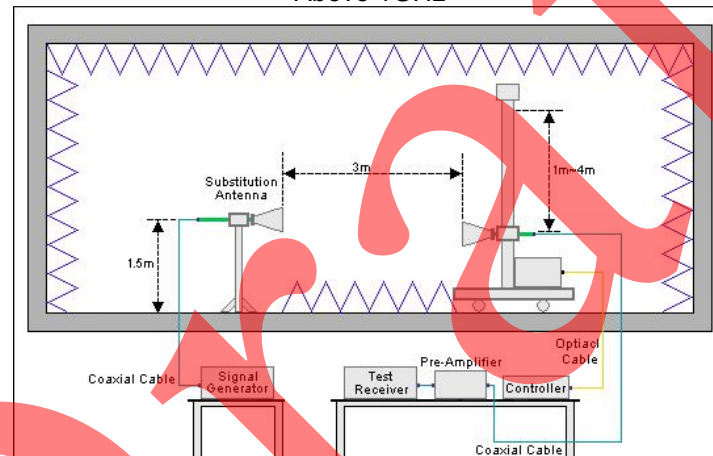 Above 1GHz
3m
1m~4m
Substitution
Antenna
1.5m
Optiacl
Cable
Pre-Amplifier
Coaxial Cable
Signal
Generator
Test
Receiver
Controller
Coaxial Cable